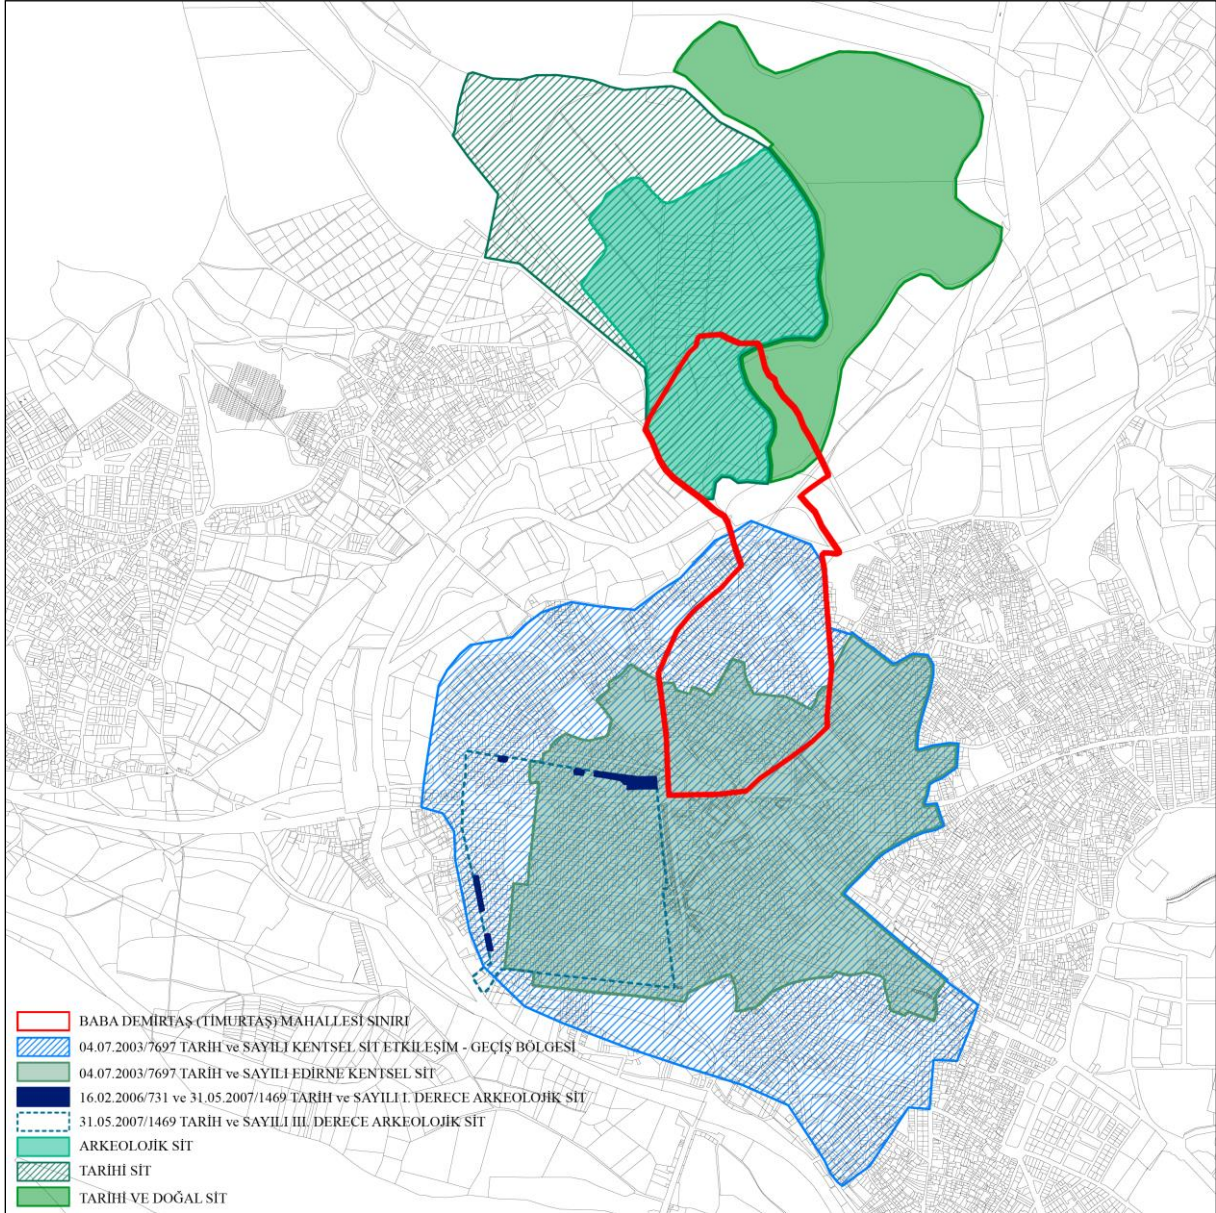 BABA DEMİRTAŞ (TİMURTAŞ) MAHALLESİ SINIRI
04.07.2003/7697 TARİH ve SAYILI KENTSEL SİT ETKİLEŞİM - GEÇİŞ BÖLGESİ
04.07.2003/7697 TARİH ve SAYILI EDİRNE KENTSEL SİT
16.02.2006/731 ve 31.05.2007/1469 TARİH ve SAYILI I. DERECE ARKEOLOJİK SİT
31.05.2007/1469 TARİH ve SAYILI III. DERECE ARKEOLOJİK SİT
ARKEOLOJİK SİT
TARİHİ SİT
TARİHİ VE DOĞAL SİT